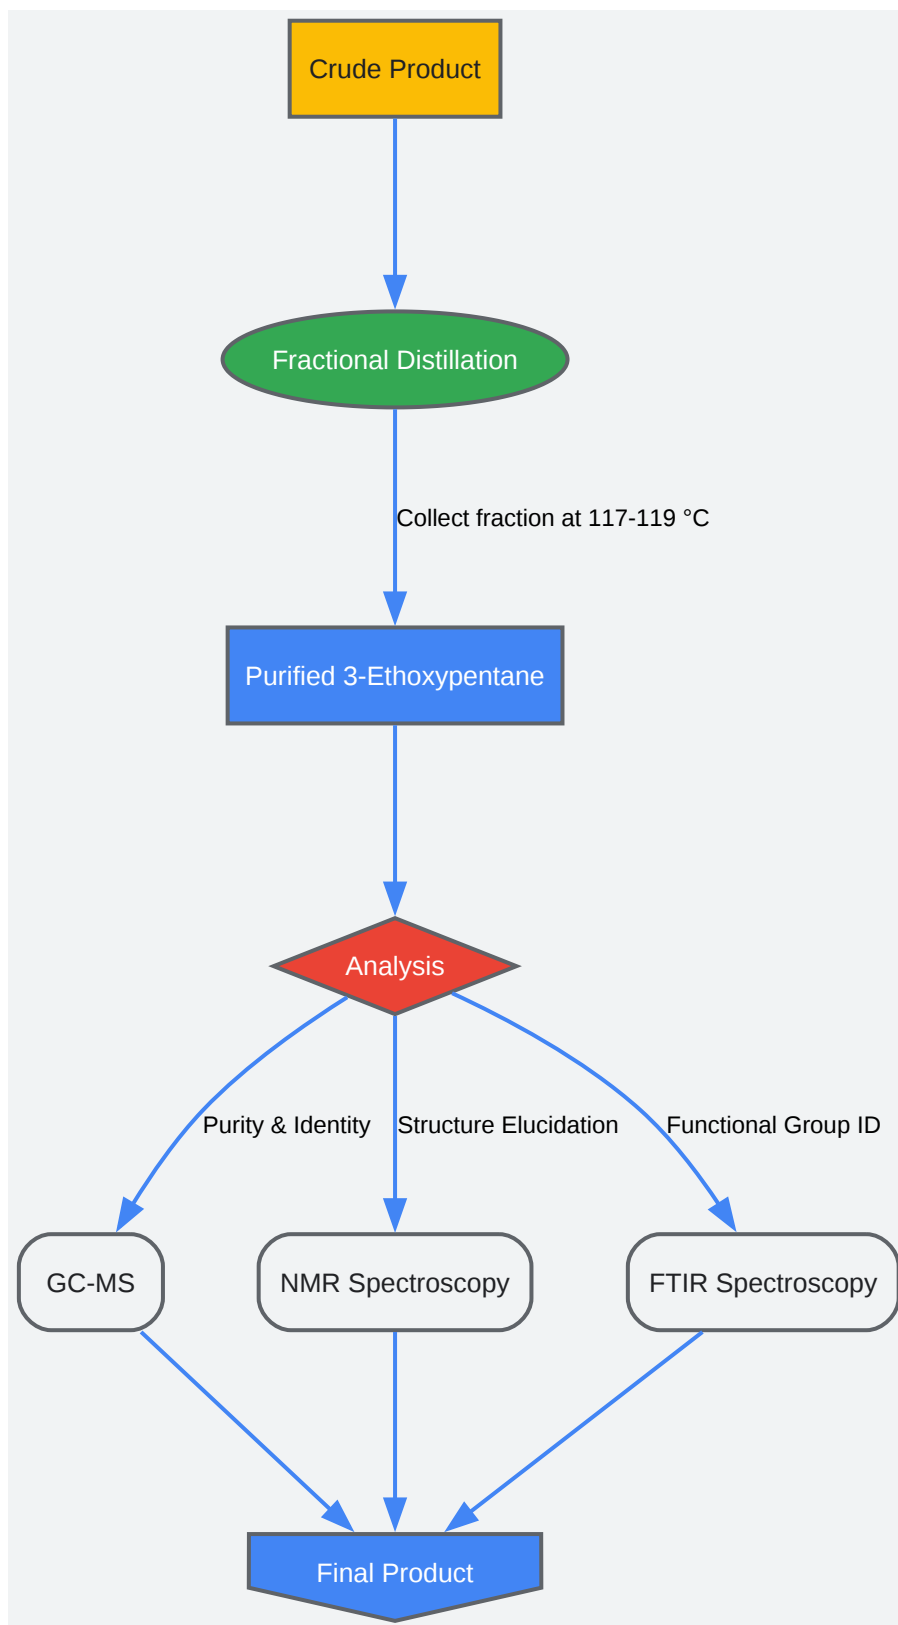 Crude Product
Fractional Distillation
Collect fraction at 117-119 °C
Purified 3-Ethoxypentane
Analysis
Purity & Identity
Structure Elucidation
Functional Group ID
GC-MS
NMR Spectroscopy
FTIR Spectroscopy
Final Product